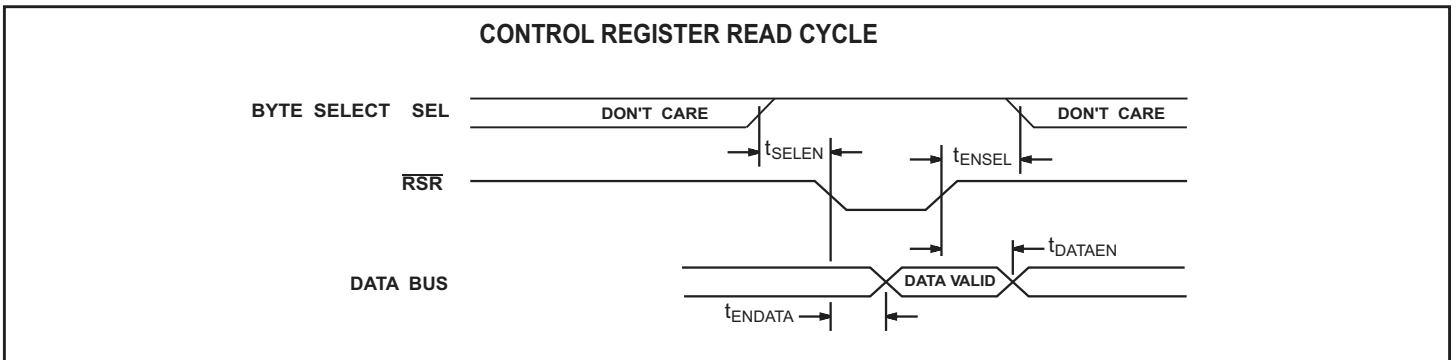 CONTROL REGISTER READ CYCLE
BYTE SELECT SEL
DON'T CARE
DON'T CARE
tSELEN
tENSEL
RSR
tDATAEN
DATA BUS
DATA VALID
tENDATA